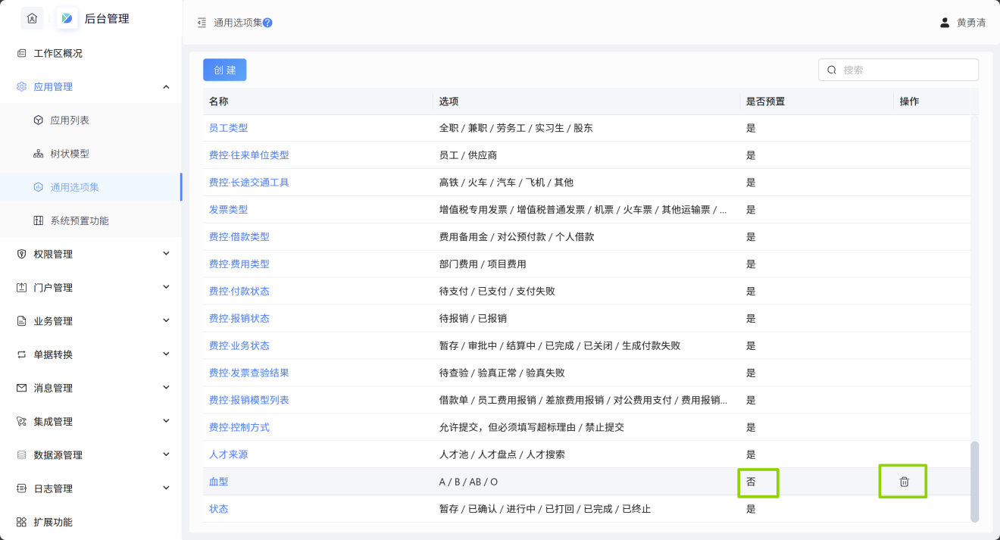 后台管理
通用选项集?
黄勇清
工作区概况
应用管理
应用列表
树状模型
通用选项集
系统预置功能
权限管理
门户管理
业务管理
单据转换
消息管理
集成管理
数据源管理
日志管理
扩展功能
创 建
搜索
名称 选项 是否预置 操作
员工类型 全职 / 兼职 / 劳务工 / 实习生 / 股东 是
费控·往来单位类型 员工 / 供应商 是
费控·长途交通工具 高铁 / 火车 / 汽车 / 飞机 / 其他 是
发票类型 增值税专用发票 / 增值税普通发票 / 机票 / 火车票 / 其他运输票 / ... 是
费控·借款类型 费用备用金 / 对公预付款 / 个人借款 是
费控·费用类型 部门费用 / 项目费用 是
费控·付款状态 待支付 / 已支付 / 支付失败 是
费控·报销状态 待报销 / 已报销 是
费控·业务状态 暂存 / 审批中 / 结算中 / 已完成 / 已关闭 / 生成付款失败 是
费控·发票查验结果 待查验 / 验真正常 / 验真失败 是
费控·报销模型列表 借款单 / 员工费用报销 / 差旅费用报销 / 对公费用支付 / 费用报销... 是
费控·控制方式 允许提交，但必须填写超标理由 / 禁止提交 是
人才来源 人才池 / 人才盘点 / 人才搜索 是
血型 A / B / AB / O 否
状态 暂存 / 已确认 / 进行中 / 已打回 / 已完成 / 已终止 是